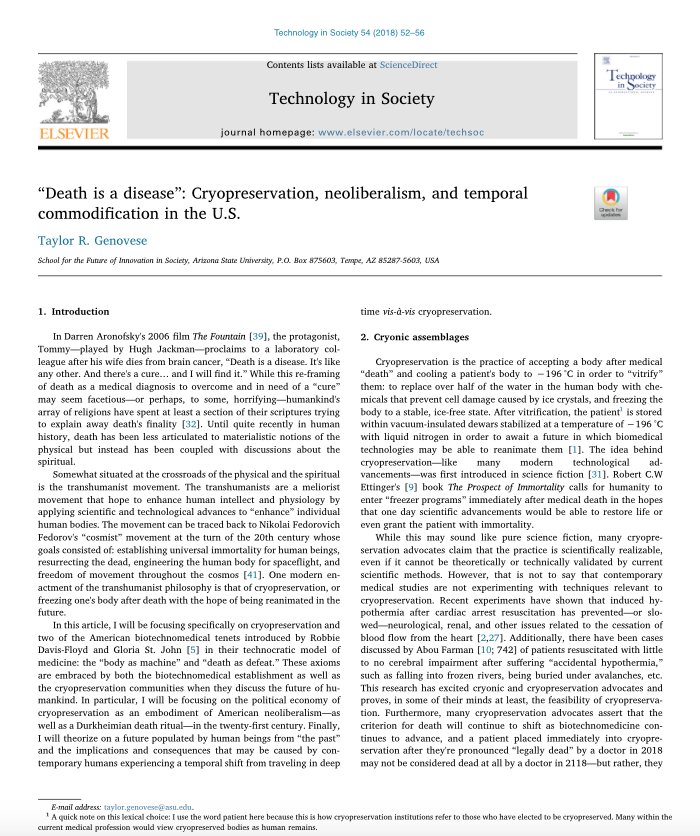 Technology in Society 54 (2018) 52–56
Contents lists available at ScienceDirect
Technology in Society
journal homepage: www.elsevier.com/locate/techsoc
ELSEVIER
Technology
in Society
“Death is a disease”: Cryopreservation, neoliberalism, and temporal
commodification in the U.S.
Check for
updates
Taylor R. Genovese
School for the Future of Innovation in Society, Arizona State University, P.O. Box 875603, Tempe, AZ 85287-5603, USA
1. Introduction
In Darren Aronofsky's 2006 film The Fountain [39], the protagonist,
Tommy—played by Hugh Jackman—proclaims to a laboratory col-
league after his wife dies from brain cancer, “Death is a disease. It's like
any other. And there's a cure… and I will find it.” While this re-framing
of death as a medical diagnosis to overcome and in need of a “cure”
may seem facetious—or perhaps, to some, horrifying—humankind's
array of religions have spent at least a section of their scriptures trying
to explain away death's finality [32]. Until quite recently in human
history, death has been less articulated to materialistic notions of the
physical but instead has been coupled with discussions about the
spiritual.
Somewhat situated at the crossroads of the physical and the spiritual
is the transhumanist movement. The transhumanists are a meliorist
movement that hope to enhance human intellect and physiology by
applying scientific and technological advances to “enhance” individual
human bodies. The movement can be traced back to Nikolai Fedorovich
Fedorov's “cosmist” movement at the turn of the 20th century whose
goals consisted of: establishing universal immortality for human beings,
resurrecting the dead, engineering the human body for spaceflight, and
freedom of movement throughout the cosmos [41]. One modern en-
actment of the transhumanist philosophy is that of cryopreservation, or
freezing one's body after death with the hope of being reanimated in the
future.
In this article, I will be focusing specifically on cryopreservation and
two of the American biotechnomedical tenets introduced by Robbie
Davis-Floyd and Gloria St. John [5] in their technocratic model of
medicine: the “body as machine” and “death as defeat.” These axioms
are embraced by both the biotechnomedical establishment as well as
the cryopreservation communities when they discuss the future of hu-
mankind. In particular, I will be focusing on the political economy of
cryopreservation as an embodiment of American neoliberalism—as
well as a Durkheimian death ritual—in the twenty-first century. Finally,
I will theorize on a future populated by human beings from “the past”
and the implications and consequences that may be caused by con-
temporary humans experiencing a temporal shift from traveling in deep
time vis-à-vis cryopreservation.
2. Cryonic assemblages
Cryopreservation is the practice of accepting a body after medical
“death” and cooling a patient's body to −196 °C in order to “vitrify”
them: to replace over half of the water in the human body with che-
micals that prevent cell damage caused by ice crystals, and freezing the
body to a stable, ice-free state. After vitrification, the patient1 is stored
within vacuum-insulated dewars stabilized at a temperature of −196 °C
with liquid nitrogen in order to await a future in which biomedical
technologies may be able to reanimate them [1]. The idea behind
cryopreservation—like many modern technological ad-
vancements—was first introduced in science fiction [31]. Robert C.W
Ettinger's [9] book The Prospect of Immortality calls for humanity to
enter “freezer programs” immediately after medical death in the hopes
that one day scientific advancements would be able to restore life or
even grant the patient with immortality.
While this may sound like pure science fiction, many cryopre-
servation advocates claim that the practice is scientifically realizable,
even if it cannot be theoretically or technically validated by current
scientific methods. However, that is not to say that contemporary
medical studies are not experimenting with techniques relevant to
cryopreservation. Recent experiments have shown that induced hy-
pothermia after cardiac arrest resuscitation has prevented—or slo-
wed—neurological, renal, and other issues related to the cessation of
blood flow from the heart [2,27]. Additionally, there have been cases
discussed by Abou Farman [10; 742] of patients resuscitated with little
to no cerebral impairment after suffering “accidental hypothermia,”
such as falling into frozen rivers, being buried under avalanches, etc.
This research has excited cryonic and cryopreservation advocates and
proves, in some of their minds at least, the feasibility of cryopreserva-
tion. Furthermore, many cryopreservation advocates assert that the
criterion for death will continue to shift as biotechnomedicine con-
tinues to advance, and a patient placed immediately into cryopre-
servation after they're pronounced “legally dead” by a doctor in 2018
may not be considered dead at all by a doctor in 2118—but rather, they
E-mail address: taylor.genovese@asu.edu.
1 A quick note on this lexical choice: I use the word patient here because this is how cryopreservation institutions refer to those who have elected to be cryopreserved. Many within the
current medical profession would view cryopreserved bodies as human remains.